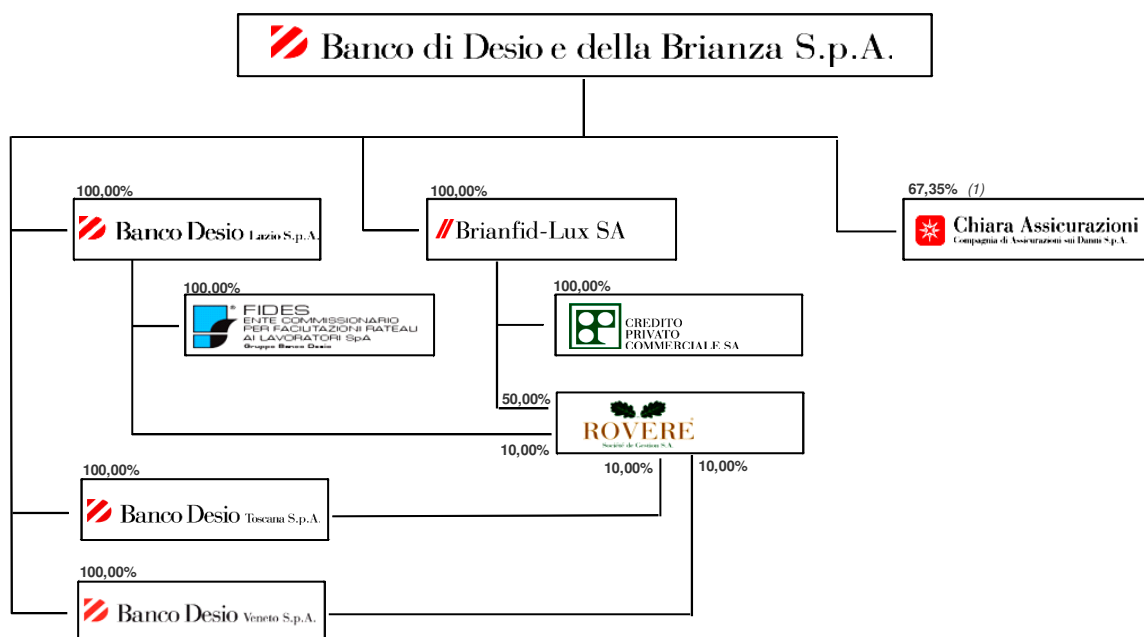 Banco di Desio e della Brianza S.p.A.
100,00%
Banco Desio Lazio S.p.A.
100,00%
Brianfid-Lux SA
67,35% (1)
Chiara Assicurazioni
Compagnia di Assicurazioni sui Danni S.p.A.
100,00%
FIDES
ENTE COMMISSIONARIO
PER FACILITAZIONI RATEALI
AI LAVORATORI SpA
Gruppo Banco Desio
100,00%
CREDITO
PRIVATO
COMMERCIALE SA
50,00%
ROVERE
Société de Gestion S.A.
10,00%
10,00%
10,00%
100,00%
Banco Desio Toscana S.p.A.
100,00%
Banco Desio Veneto S.p.A.